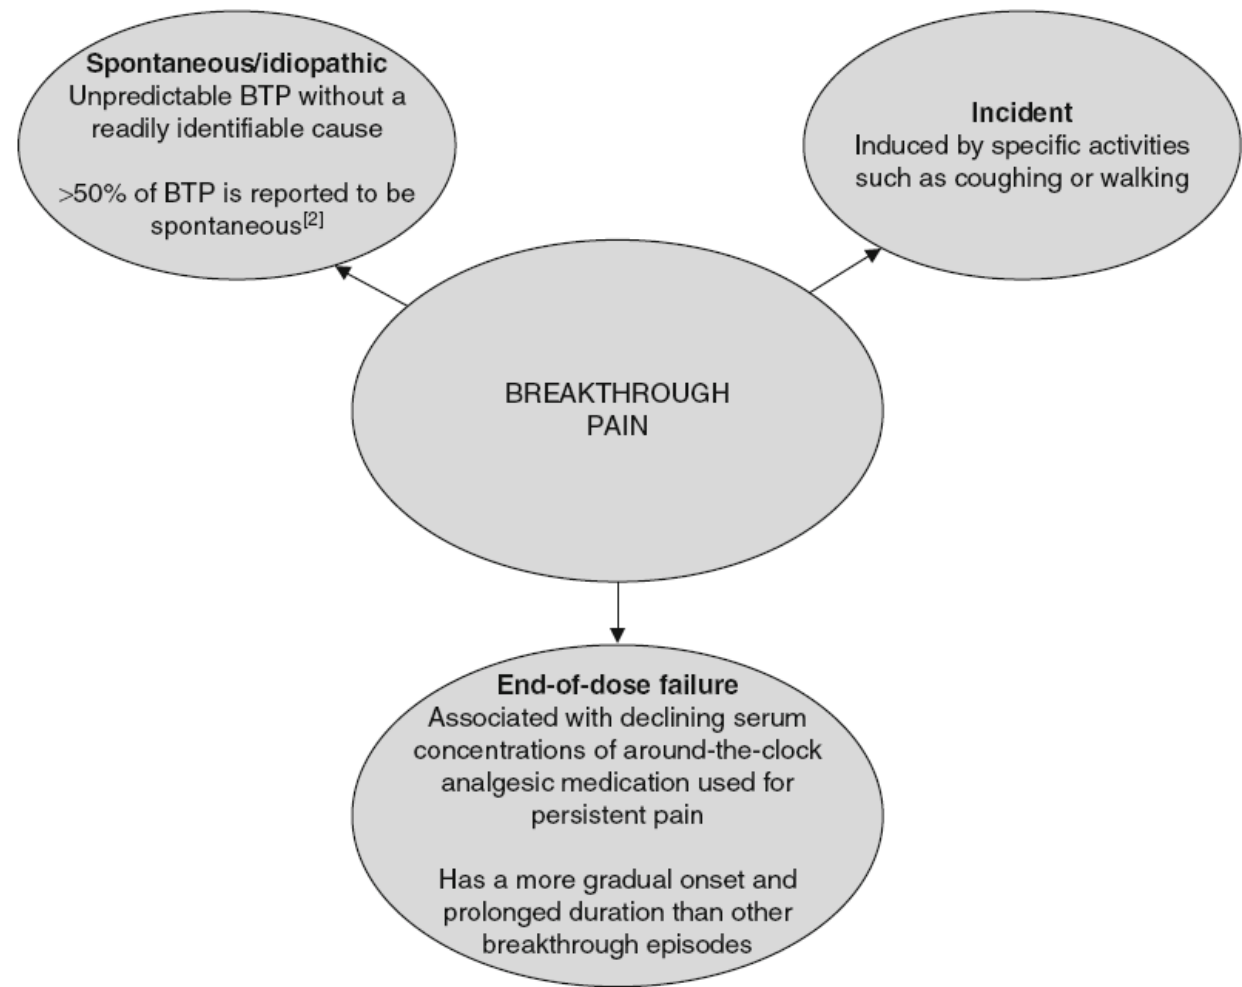 Spontaneous/idiopathic
Unpredictable BTP without a
readily identifiable cause
>50% of BTP is reported to be
spontaneous[2]
Incident
Induced by specific activities
such as coughing or walking
BREAKTHROUGH
PAIN
End-of-dose failure
Associated with declining serum
concentrations of around-the-clock
analgesic medication used for
persistent pain
Has a more gradual onset and
prolonged duration than other
breakthrough episodes